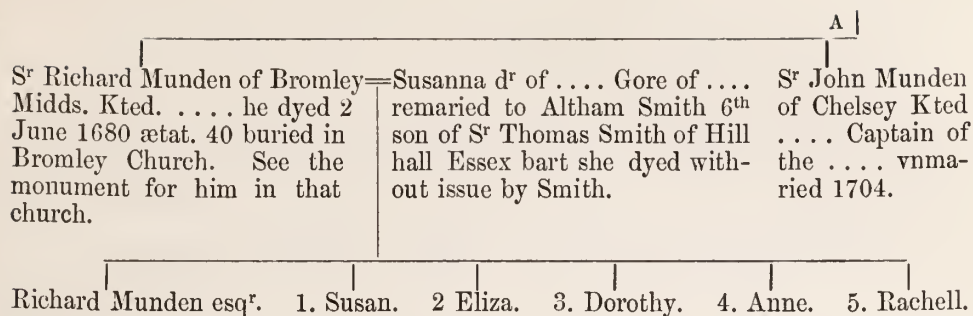 A
Sʳ Richard Munden of Bromley
Midds. Kted. . . . . . he dyed 2
June 1680 ætat. 40 buried in
Bromley Church. See the
monument for him in that
church.
Susanna dʳ of . . . . Gore of . . . .
remaried to Altham Smith 6ᵗʰ
son of Sʳ Thomas Smith of Hill
hall Essex bart she dyed with-
out issue by Smith.
Sʳ John Munden
of Chelsey Kted
. . . . Captain of
the . . . . vnma-
ried 1704.
Richard Munden esqʳ. 1. Susan. 2 Eliza. 3. Dorothy. 4. Anne. 5. Rachell.